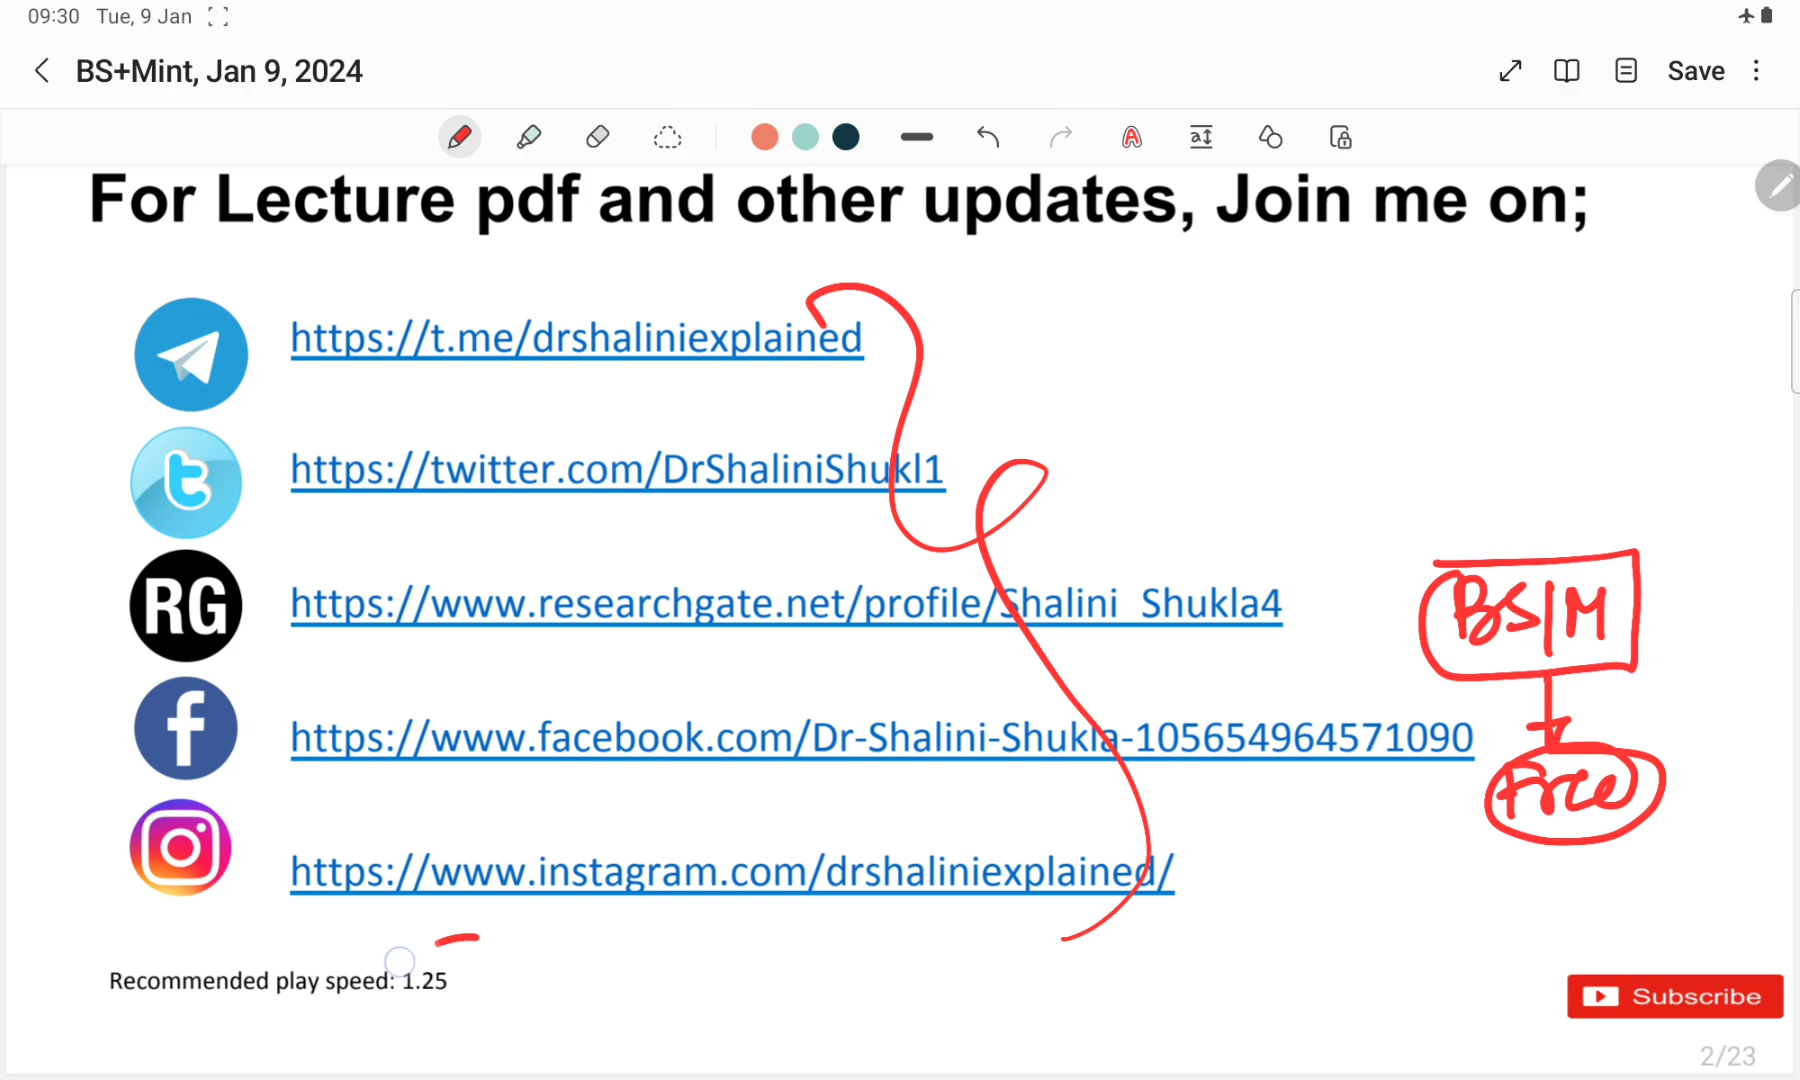 09:30 Tue, 9 Jan
BS+Mint, Jan 9, 2024
Save
For Lecture pdf and other updates, Join me on;
https://t.me/drshaliniexplained
https://twitter.com/DrShaliniShukl1
RG https://www.researchgate.net/profile/Shalini_Shukla4
BS|M
https://www.facebook.com/Dr-Shalini-Shukla-105654964571090
Free
https://www.instagram.com/drshaliniexplained/
Recommended play speed: 1.25
Subscribe
2/23